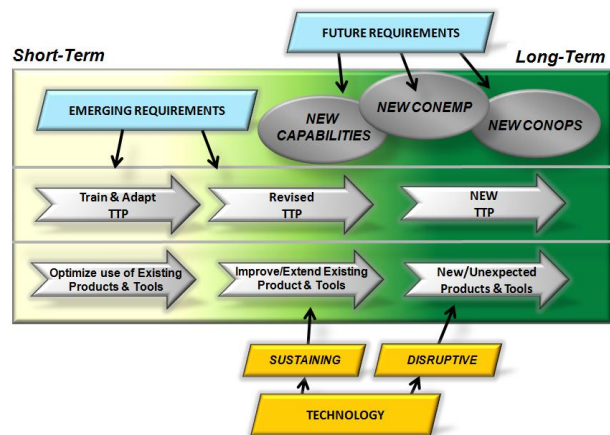 FUTURE REQUIREMENTS
Short-Term
Long-Term
EMERGING REQUIREMENTS
NEW
CAPABILITIES
NEW CONEMP
NEW CONOPS
Train & Adapt
TTP
Revised
TTP
NEW
TTP
Optimize use of Existing
Products & Tools
Improve/Extend Existing
Product & Tools
New/Unexpected
Products & Tools
SUSTAINING
DISRUPTIVE
TECHNOLOGY